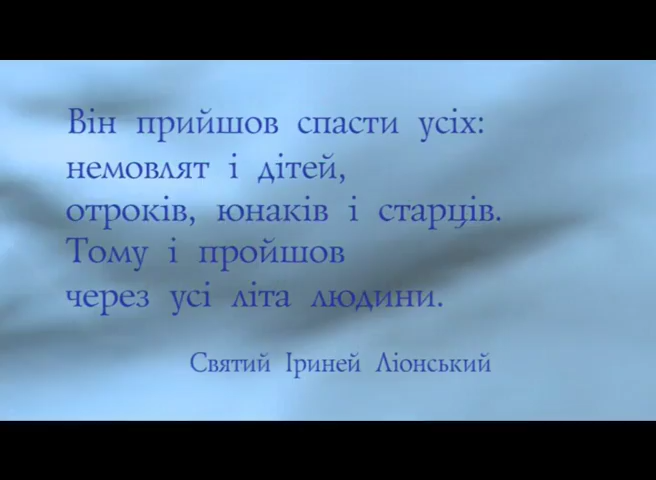 Він прийшов спасти усіх:
немовлят і дітей,
отроків, юнаків і старців.
Тому і пройшов
через усі літа людини.
Святий Іриней Ліонський